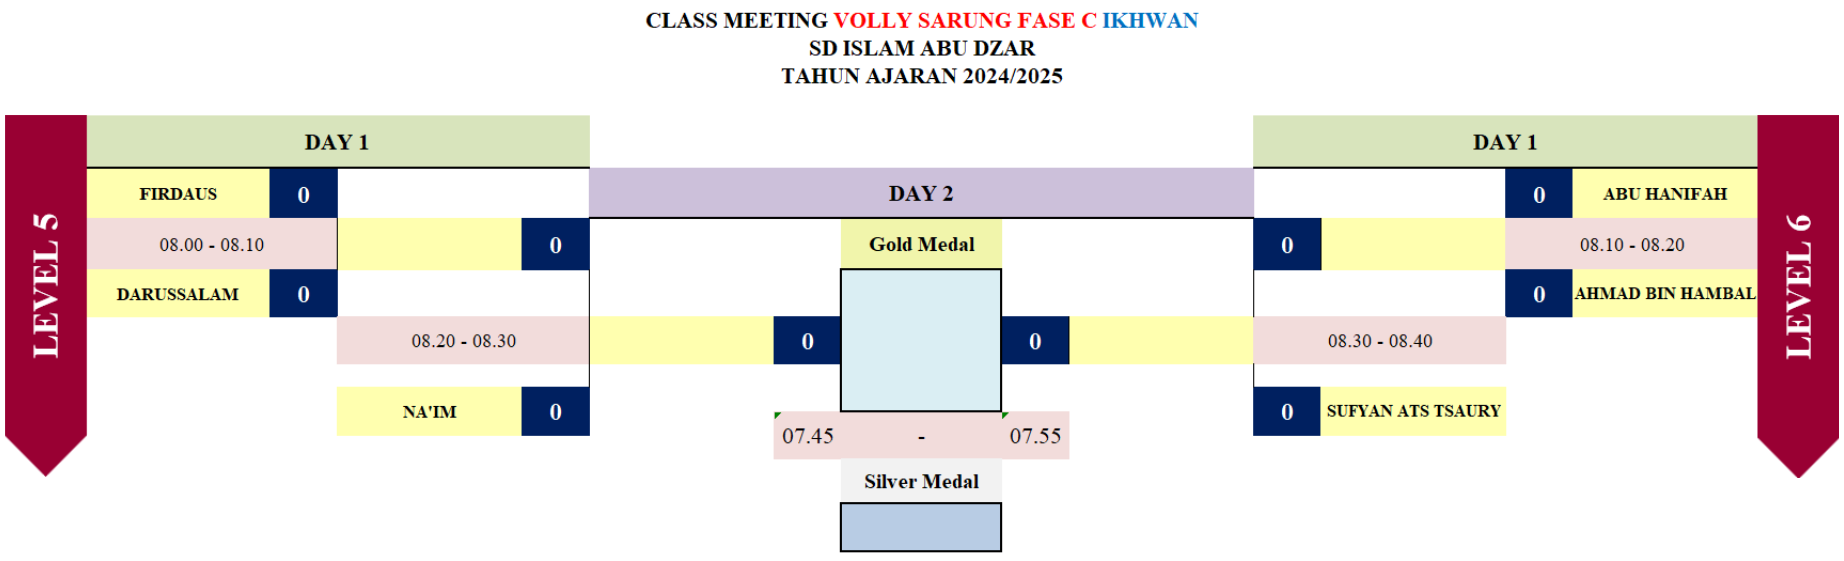 CLASS MEETING VOLLY SARUNG FASE C IKHWAN
SD ISLAM ABU DZAR
TAHUN AJARAN 2024/2025
LEVEL 5
DAY 1
FIRDAUS 0
08.00 - 08.10
0
DARUSSALAM 0
08.20 - 08.30
NA'IM 0
DAY 2
Gold Medal
0
0
07.45 - 07.55
Silver Medal
DAY 1
0 ABU HANIFAH
0
08.10 - 08.20
0 AHMAD BIN HAMBAL
08.30 - 08.40
0 SUFYAN ATS TSAURY
LEVEL 6